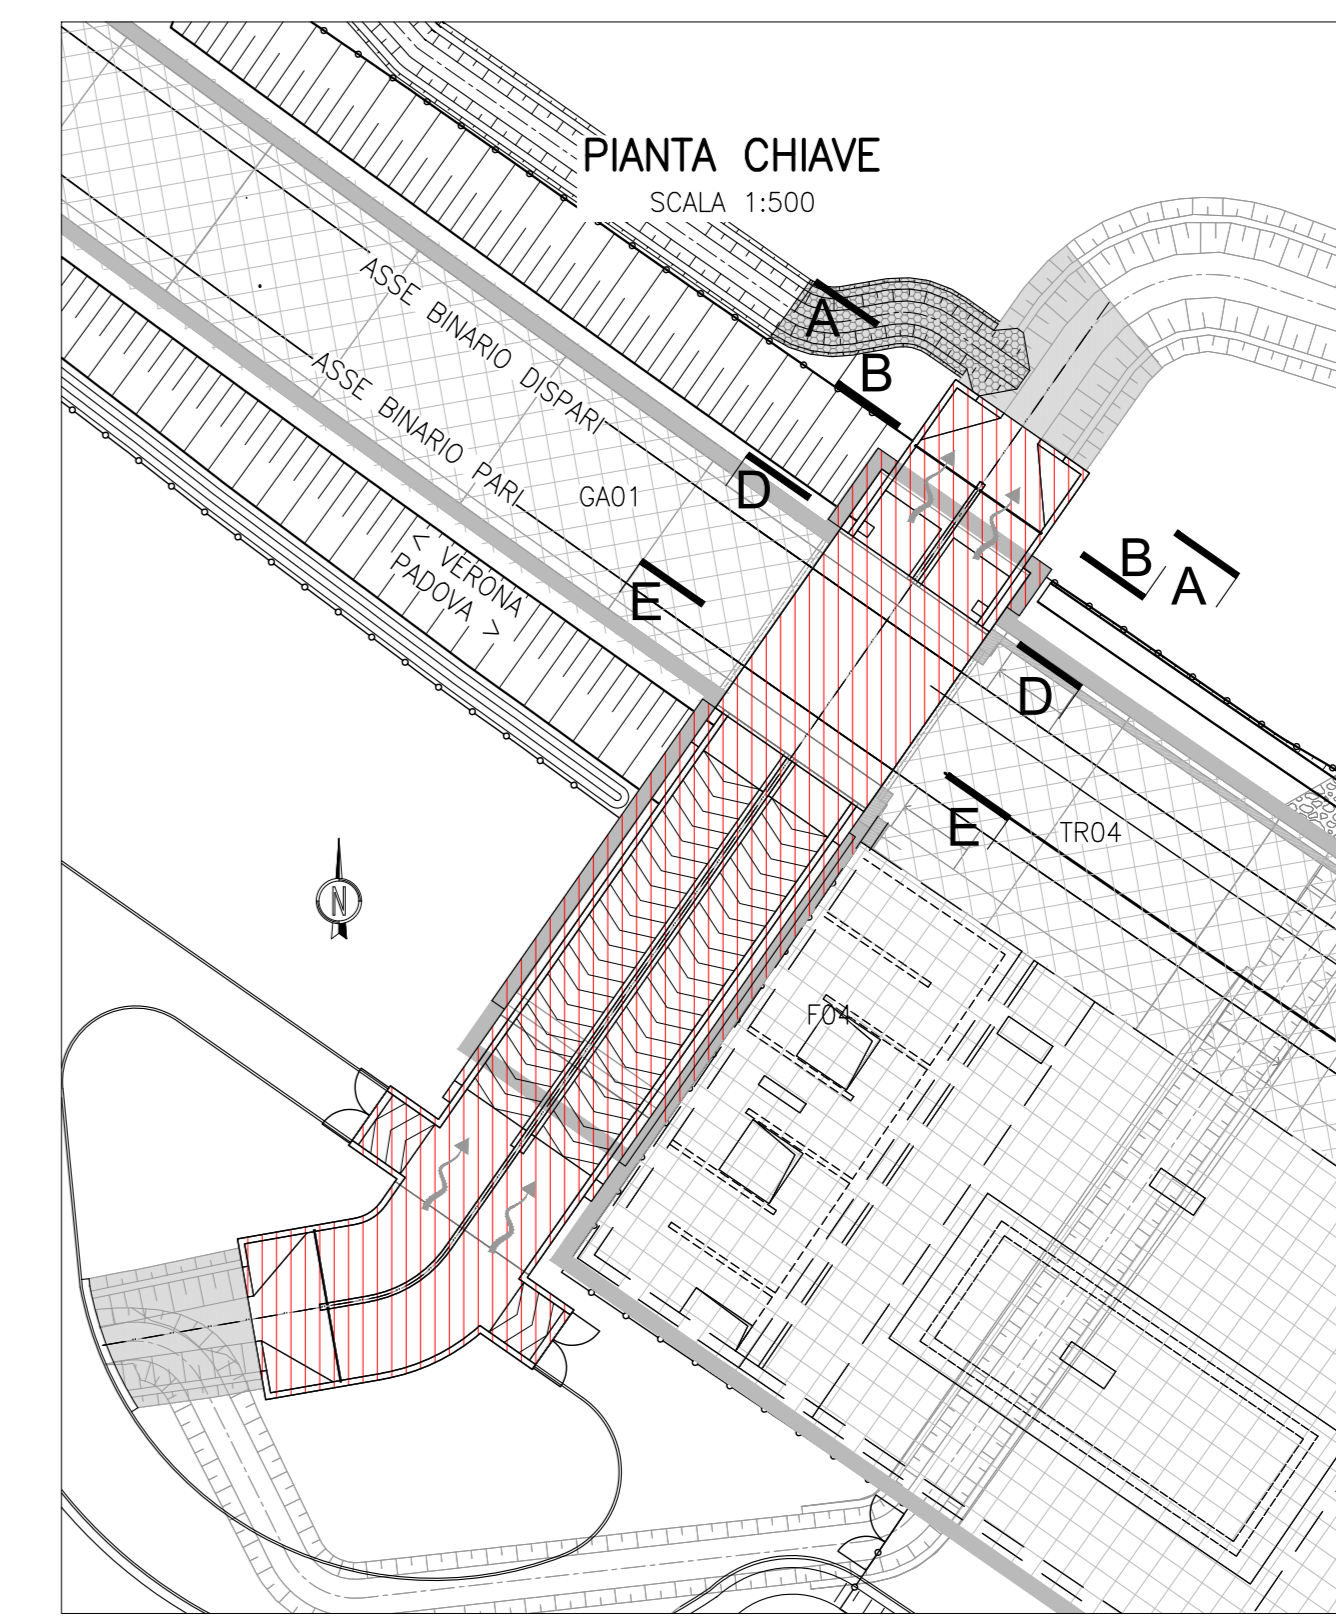 PIANTA CHIAVE
SCALA 1:500
A
B
ASSE BINARIO DISPARI
ASSE BINARIO PARI
D
GA01
< VERONA
PADOVA >
E
B
A
D
E
TR04
N
F04